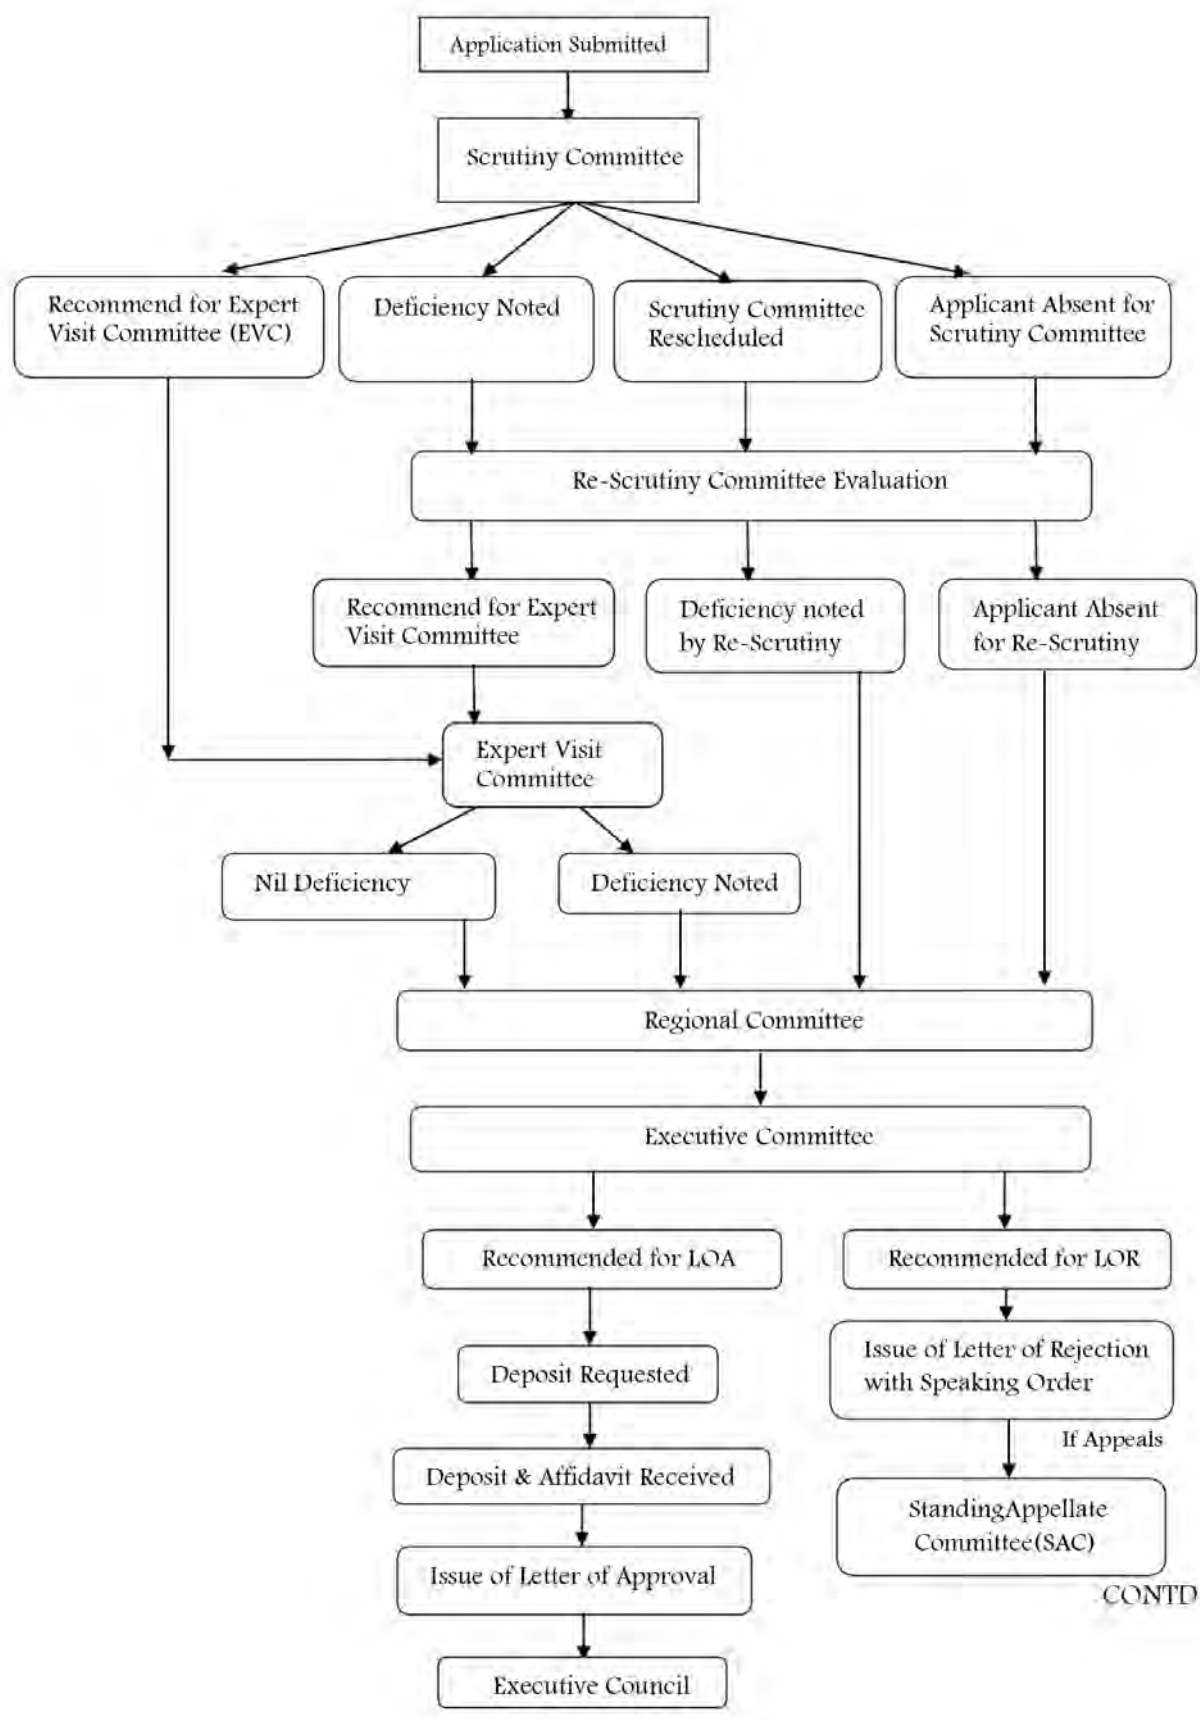 Application Submitted
Scrutiny Committee
Recommend for Expert
Visit Committee (EVC)
Deficiency Noted
Scrutiny Committee
Rescheduled
Applicant Absent for
Scrutiny Committee
Re-Scrutiny Committee Evaluation
Recommend for Expert
Visit Committee
Deficiency noted
by Re-Scrutiny
Applicant Absent
for Re-Scrutiny
Expert Visit
Committee
Nil Deficiency
Deficiency Noted
Regional Committee
Executive Committee
Recommended for LOA
Recommended for LOR
Deposit Requested
Issue of Letter of Rejection
with Speaking Order
If Appeals
Deposit & Affidavit Received
StandingAppellate
Committee(SAC)
Issue of Letter of Approval
CONTD
Executive Council